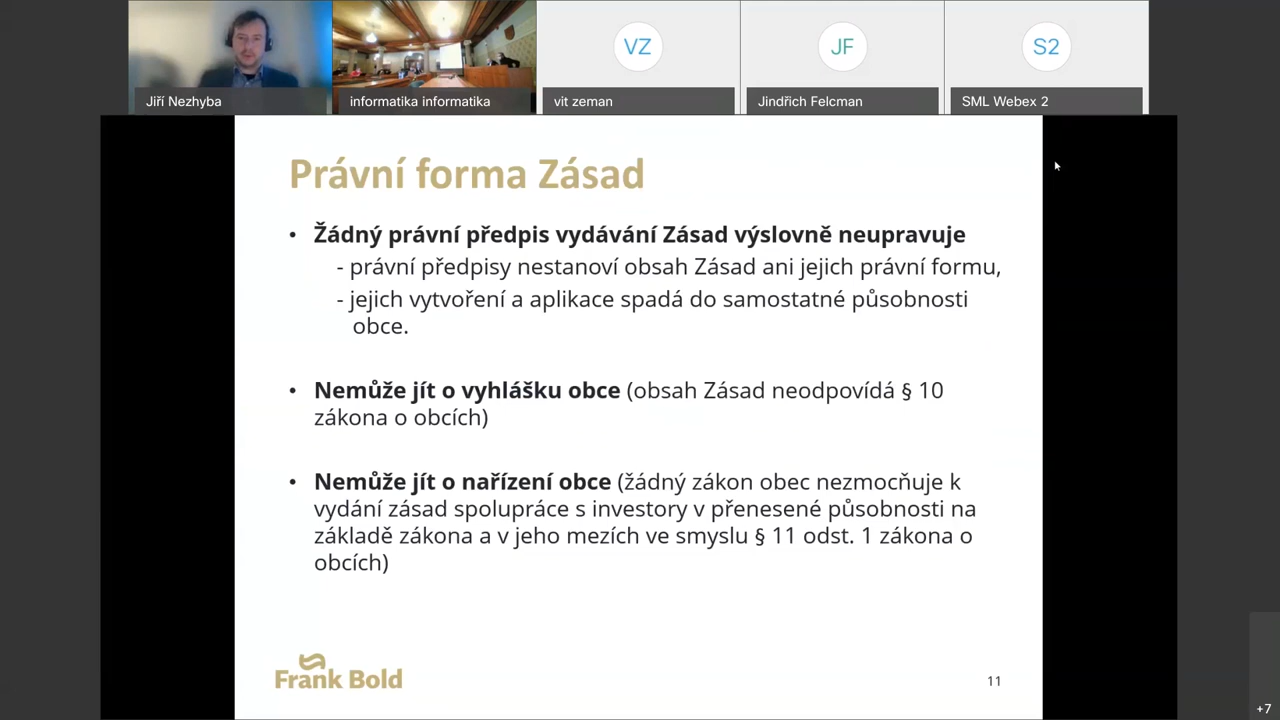 VZ
JF
S2
Jiří Nezhyba
informatika informatika
vit zeman
Jindřich Felcman
SML Webex 2
Právní forma Zásad
• Žádný právní předpis vydávání Zásad výslovně neupravuje
- právní předpisy nestanoví obsah Zásad ani jejich právní formu,
- jejich vytvoření a aplikace spadá do samostatné působnosti
obce.
• Nemůže jít o vyhlášku obce (obsah Zásad neodpovídá § 10
zákona o obcích)
• Nemůže jít o nařízení obce (žádný zákon obec nezmocňuje k
vydání zásad spolupráce s investory v přenesené působnosti na
základě zákona a v jeho mezích ve smyslu § 11 odst. 1 zákona o
obcích)
Frank Bold
11
+7